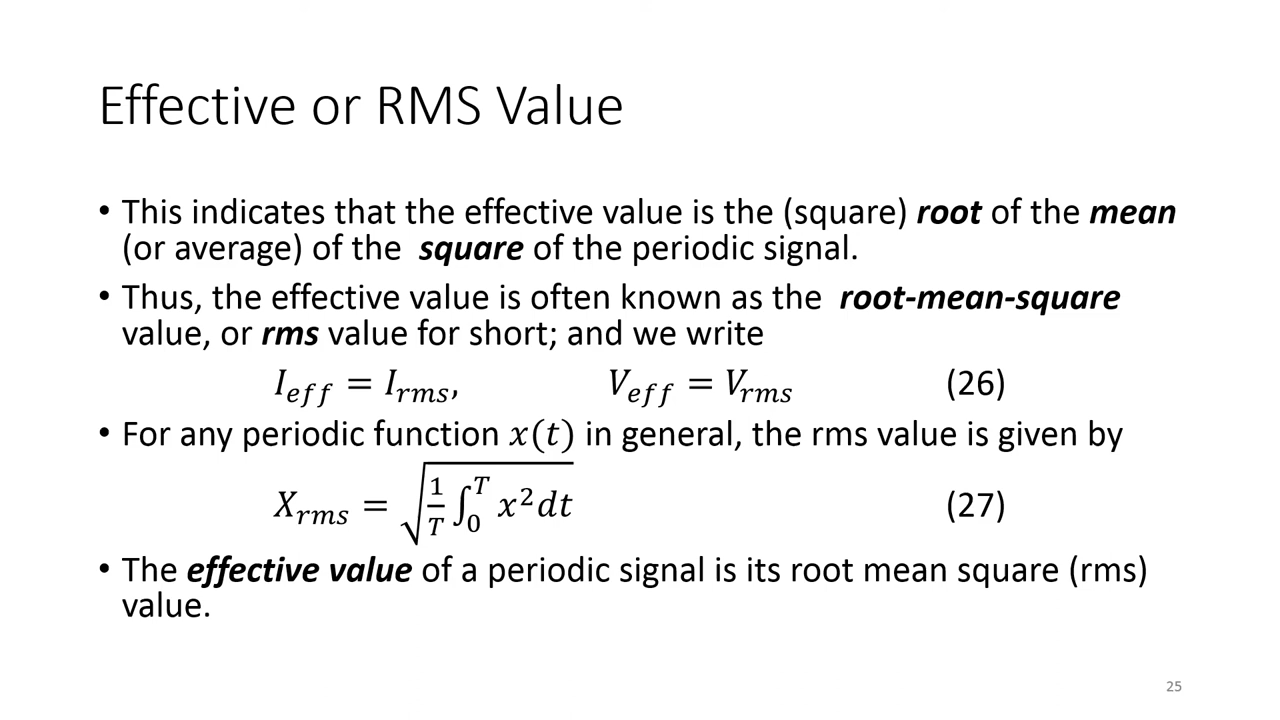 Effective or RMS Value
• This indicates that the effective value is the (square) root of the mean
(or average) of the square of the periodic signal.
• Thus, the effective value is often known as the root-mean-square
value, or rms value for short; and we write
I_eff = I_rms, V_eff = V_rms (26)
• For any periodic function x(t) in general, the rms value is given by
X_rms = √(1/T ∫₀ᵀ x² dt) (27)
• The effective value of a periodic signal is its root mean square (rms)
value.
25